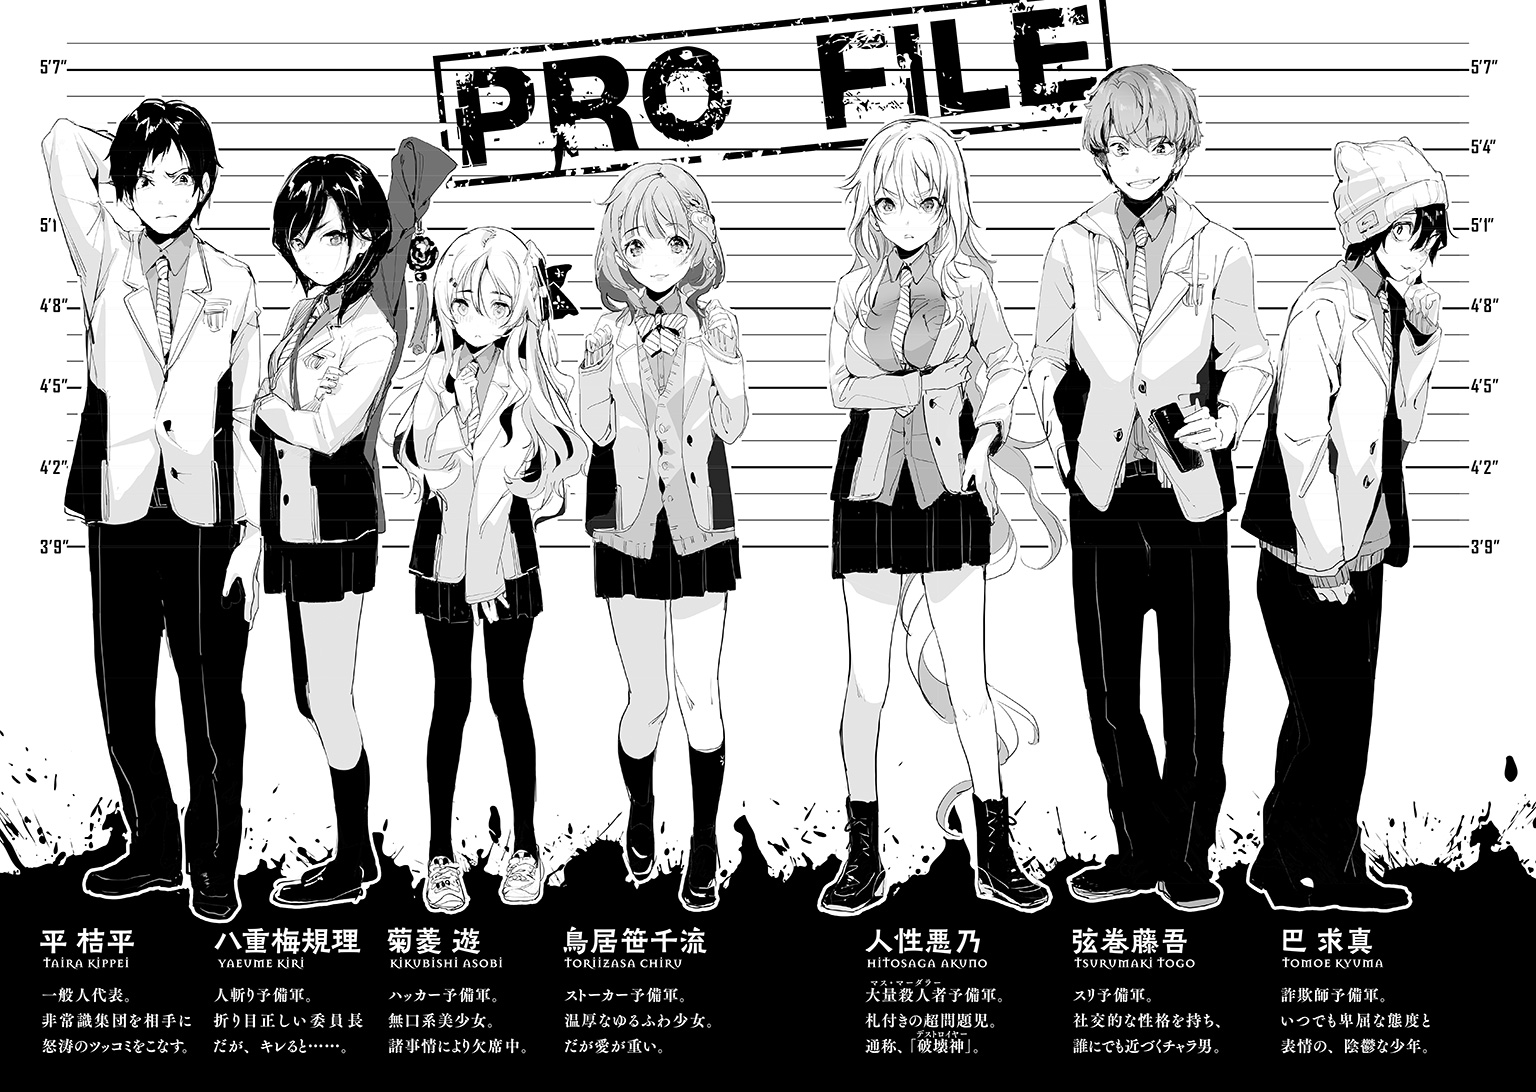 PRO FILE
5'7"
5'7"
5'4"
5'1
5'1"
4'8"
4'8"
4'5"
4'5"
4'2"
4'2"
3'9"
3'9"
平 桔平
TAIRA KIPPEI
一般人代表。
非常識集団を相手に
怒涛のツッコミをこなす。
八重梅規理
YAEUME KIRI
人斬り予備軍。
折り目正しい委員長
だが、キレると……。
菊菱 遊
KIKUBISHI ASOBI
ハッカー予備軍。
無口系美少女。
諸事情により欠席中。
鳥居笹千流
TORIIZASA CHIRU
ストーカー予備軍。
温厚なゆるふわ少女。
だが愛が重い。
人性悪乃
HITOSAGA AKUNO
マス・マーダラー
大量殺人者予備軍。
札付きの超問題児。
デストロイヤー
通称、「破壊神」。
弦巻藤吾
TSURUMAKI TOGO
スリ予備軍。
社交的な性格を持ち、
誰にでも近づくチャラ男。
巴 求真
TOMOE KYUMA
詐欺師予備軍。
いつでも卑屈な態度と
表情の、陰鬱な少年。